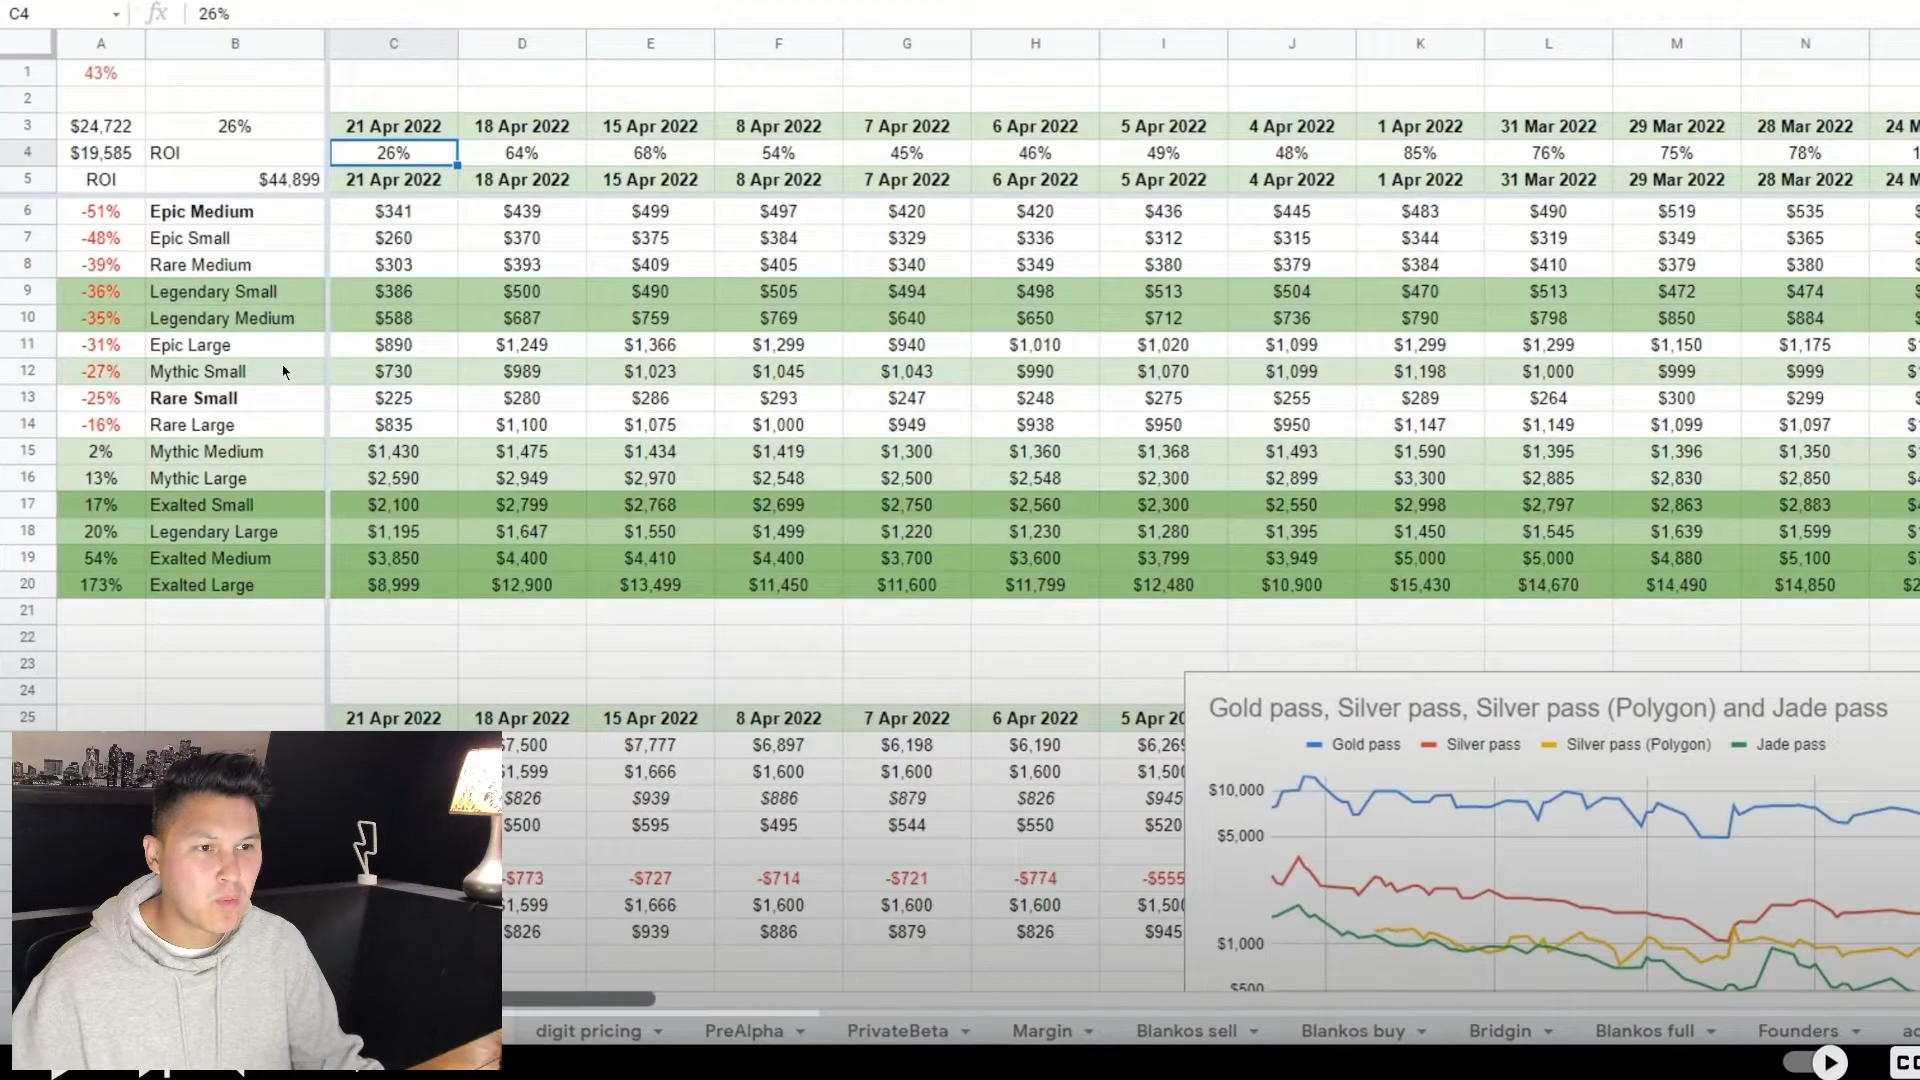 C4 fx 26%
A B C D E F G H I J K L M N
1 43%
2
3 $24,722 26% 21 Apr 2022 18 Apr 2022 15 Apr 2022 8 Apr 2022 7 Apr 2022 6 Apr 2022 5 Apr 2022 4 Apr 2022 1 Apr 2022 31 Mar 2022 29 Mar 2022 28 Mar 2022 24 M
4 $19,585 ROI 26% 64% 68% 54% 45% 46% 49% 48% 85% 76% 75% 78% 1
5 ROI $44,899 21 Apr 2022 18 Apr 2022 15 Apr 2022 8 Apr 2022 7 Apr 2022 6 Apr 2022 5 Apr 2022 4 Apr 2022 1 Apr 2022 31 Mar 2022 29 Mar 2022 28 Mar 2022 24 M
6 -51% Epic Medium $341 $439 $499 $497 $420 $420 $436 $445 $483 $490 $519 $535 $
7 -48% Epic Small $260 $370 $375 $384 $329 $336 $312 $315 $344 $319 $349 $365 $
8 -39% Rare Medium $303 $393 $409 $405 $340 $349 $380 $379 $384 $410 $379 $380 $
9 -36% Legendary Small $386 $500 $490 $505 $494 $498 $513 $504 $470 $513 $472 $474 $
10 -35% Legendary Medium $588 $687 $759 $769 $640 $650 $712 $736 $790 $798 $850 $884 $
11 -31% Epic Large $890 $1,249 $1,366 $1,299 $940 $1,010 $1,020 $1,099 $1,299 $1,299 $1,150 $1,175 $1
12 -27% Mythic Small $730 $989 $1,023 $1,045 $1,043 $990 $1,070 $1,099 $1,198 $1,000 $999 $999 $1
13 -25% Rare Small $225 $280 $286 $293 $247 $248 $275 $255 $289 $264 $300 $299 $
14 -16% Rare Large $835 $1,100 $1,075 $1,000 $949 $938 $950 $950 $1,147 $1,149 $1,099 $1,097 $1
15 2% Mythic Medium $1,430 $1,475 $1,434 $1,419 $1,300 $1,360 $1,368 $1,493 $1,590 $1,395 $1,396 $1,350 $1
16 13% Mythic Large $2,590 $2,949 $2,970 $2,548 $2,500 $2,548 $2,300 $2,899 $3,300 $2,885 $2,830 $2,850 $4
17 17% Exalted Small $2,100 $2,799 $2,768 $2,699 $2,750 $2,560 $2,300 $2,550 $2,998 $2,797 $2,863 $2,883 $4
18 20% Legendary Large $1,195 $1,647 $1,550 $1,499 $1,220 $1,230 $1,280 $1,395 $1,450 $1,545 $1,639 $1,599 $1
19 54% Exalted Medium $3,850 $4,400 $4,410 $4,400 $3,700 $3,600 $3,799 $3,949 $5,000 $5,000 $4,880 $5,100 $7
20 173% Exalted Large $8,999 $12,900 $13,499 $11,450 $11,600 $11,799 $12,480 $10,900 $15,430 $14,670 $14,490 $14,850 $2
21
22
23
24
25 21 Apr 2022 18 Apr 2022 15 Apr 2022 8 Apr 2022 7 Apr 2022 6 Apr 2022 5 Apr 20
$7,500 $7,777 $6,897 $6,198 $6,190 $6,269
$1,599 $1,666 $1,600 $1,600 $1,600 $1,500
$826 $939 $886 $879 $826 $945
$500 $595 $495 $544 $550 $520
-$773 -$727 -$714 -$721 -$774 -$555
$1,599 $1,666 $1,600 $1,600 $1,600 $1,500
$826 $939 $886 $879 $826 $945
Gold pass, Silver pass, Silver pass (Polygon) and Jade pass
Gold pass Silver pass Silver pass (Polygon) Jade pass
$10,000
$5,000
$1,000
$500
digit pricing PreAlpha PrivateBeta Margin Blankos sell Blankos buy Bridgin Blankos full Founders
CC